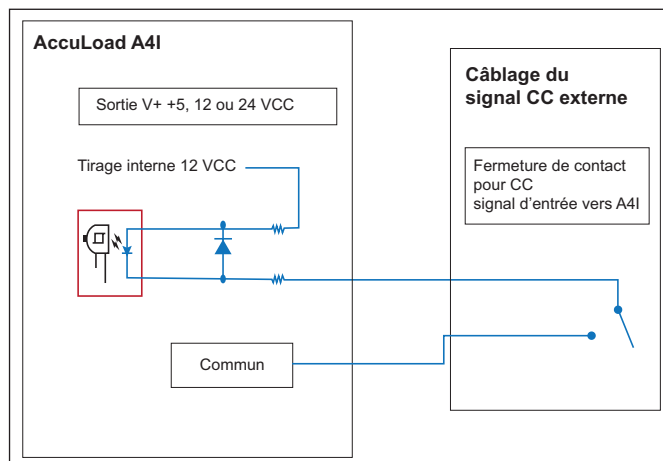 AccuLoad A4I
Sortie V+ +5, 12 ou 24 VCC
Tirage interne 12 VCC
Commun
Câblage du
signal CC externe
Fermeture de contact
pour CC
signal d'entrée vers A4I